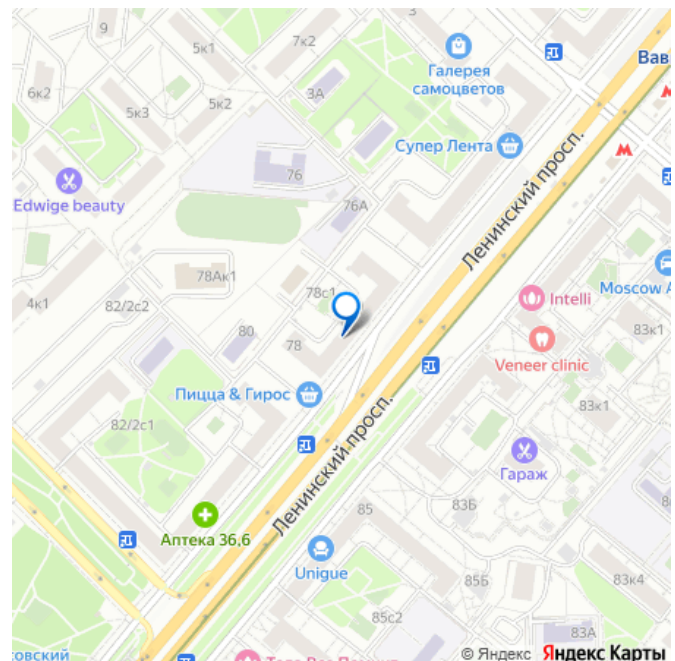 9
5к1
7к2
Галерея
самоцветов
Вав
6к2
5к3
5к2
3А
Супер Лента
76
Edwige beauty
76А
Ленинский просп.
78Ак1
78с1
4к1
82/2с2
Intelli
Moscow A
80
78
83к1
Veneer clinic
Пицца & Гирос
82/2с1
83к1
Ленинский просп.
Гараж
85
83Б
Аптека 36,6
Unigue
85Б
83к4
85с2
83А
© Яндекс Яндекс Карты